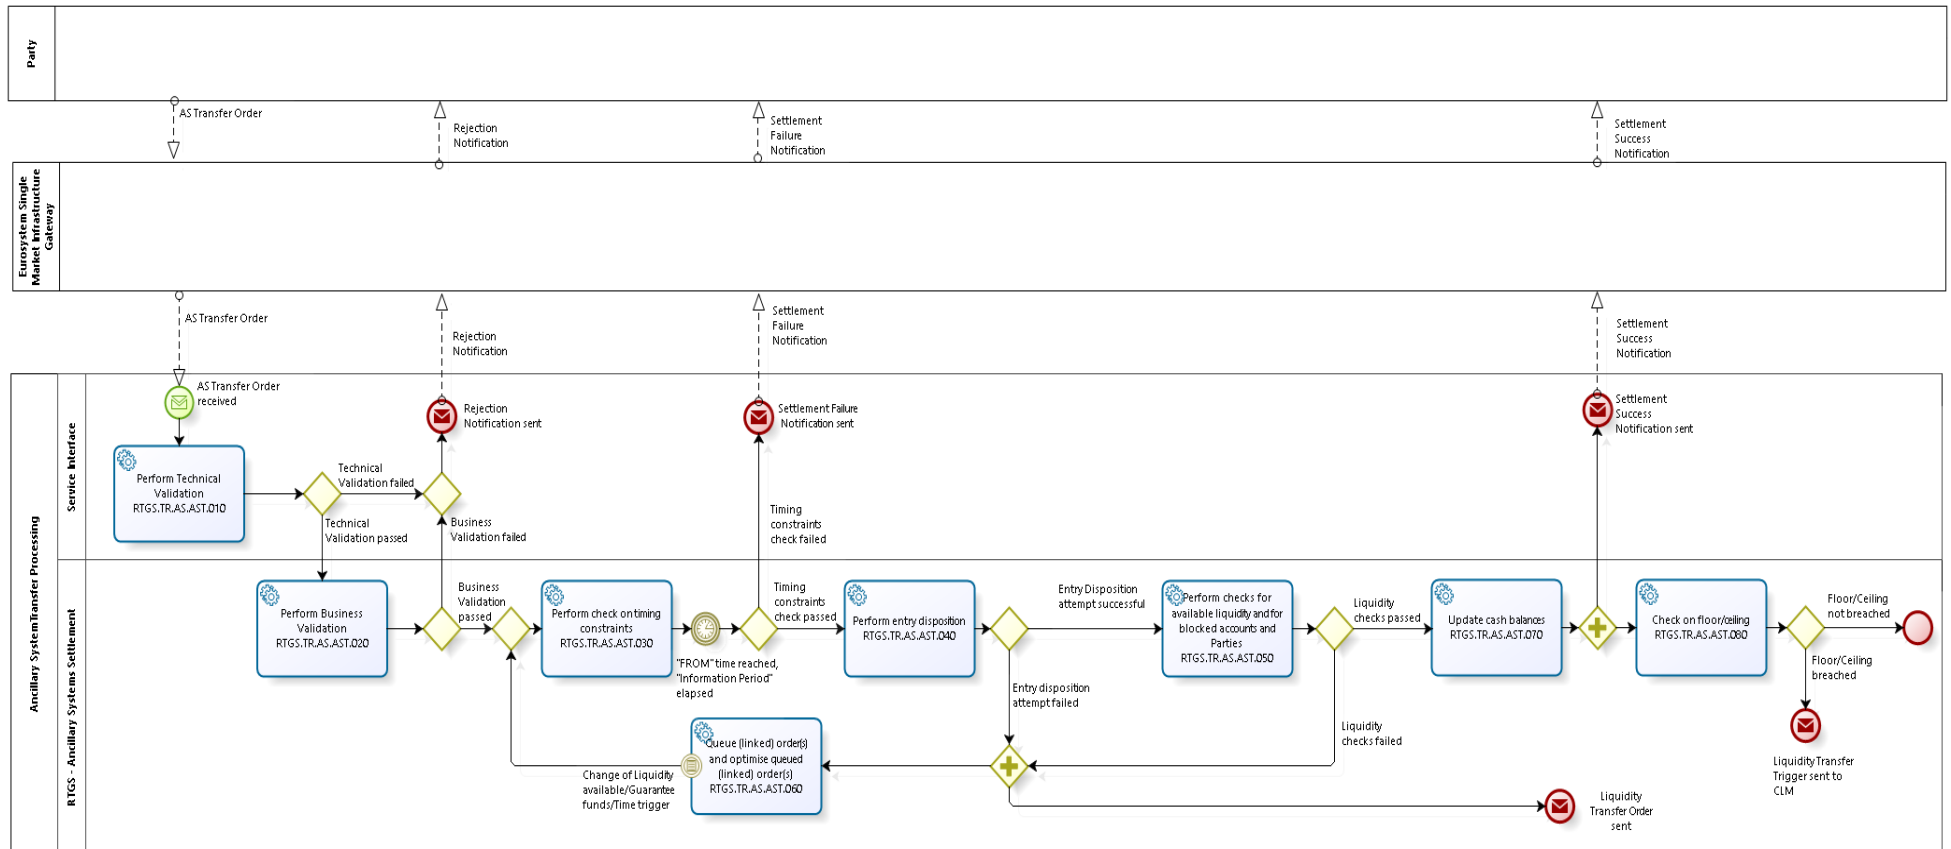 Party
AS Transfer Order
Rejection
Notification
Settlement
Failure
Notification
Settlement
Success
Notification
Eurosystem Single
Market Infrastructure
Gateway
AS Transfer Order
Rejection
Notification
Settlement
Failure
Notification
Settlement
Success
Notification
Ancillary System Transfer Processing
Service Interface
AS Transfer Order
received
Rejection
Notification sent
Settlement Failure
Notification sent
Settlement
Success
Notification sent
Perform Technical
Validation
RTGS.TR.AS.AST.010
Technical
Validation failed
Technical
Validation passed
Business
Validation failed
Timing
constraints
check failed
RTGS - Ancillary Systems Settlement
Perform Business
Validation
RTGS.TR.AS.AST.020
Business
Validation
passed
Perform check on timing
constraints
RTGS.TR.AS.AST.030
"FROM" time reached,
"Information Period"
elapsed
Timing
constraints
check passed
Perform entry disposition
RTGS.TR.AS.AST.040
Entry Disposition
attempt successful
Entry disposition
attempt failed
Perform checks for
available liquidity and for
blocked accounts and
Parties
RTGS.TR.AS.AST.050
Liquidity
checks passed
Liquidity
checks failed
Update cash balances
RTGS.TR.AS.AST.070
Check on floor/ceiling
RTGS.TR.AS.AST.080
Floor/Ceiling
not breached
Floor/Ceiling
breached
Queue (linked) order(s)
and optimise queued
(linked) order(s)
RTGS.TR.AS.AST.060
Change of Liquidity
available/Guarantee
funds/Time trigger
Liquidity Transfer
Trigger sent to
CLM
Liquidity
Transfer Order
sent